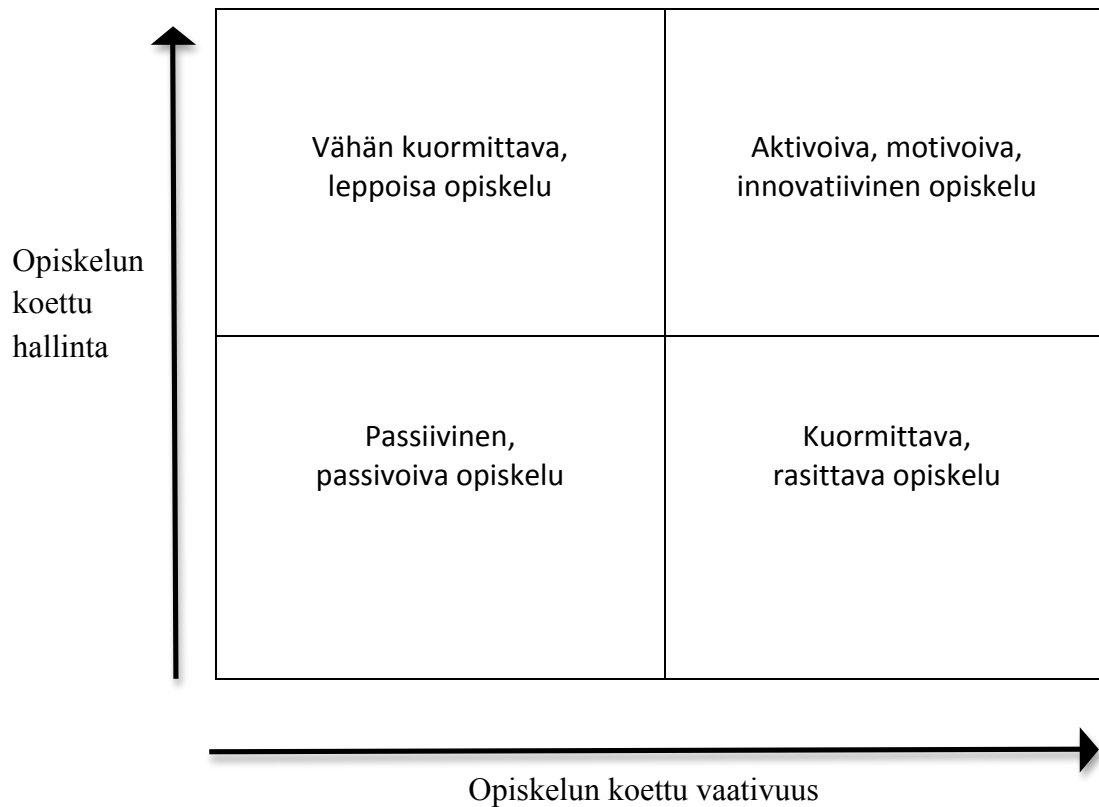 Vähän kuormittava,
leppoisa opiskelu
Aktivoiva, motivoiva,
innovatiivinen opiskelu
Opiskelun
koettu
hallinta
Passiivinen,
passivoiva opiskelu
Kuormittava,
rasittava opiskelu
Opiskelun koettu vaativuus